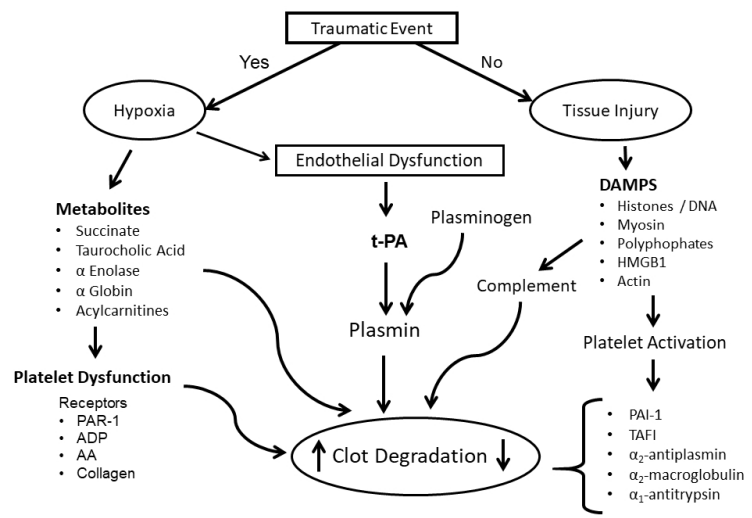 Traumatic Event
Yes
No
Hypoxia
Tissue Injury
Endothelial Dysfunction
Metabolites
• Succinate
• Taurocholic Acid
• α Enolase
• α Globin
• Acylcarnitines
t-PA
Plasminogen
DAMPS
• Histones / DNA
• Myosin
• Polyphophates
• HMGB1
• Actin
Complement
Plasmin
Platelet Activation
Platelet Dysfunction
Receptors
• PAR-1
• ADP
• AA
• Collagen
↑ Clot Degradation ↓
• PAI-1
• TAFI
• α₂-antiplasmin
• α₂-macroglobulin
• α₁-antitrypsin